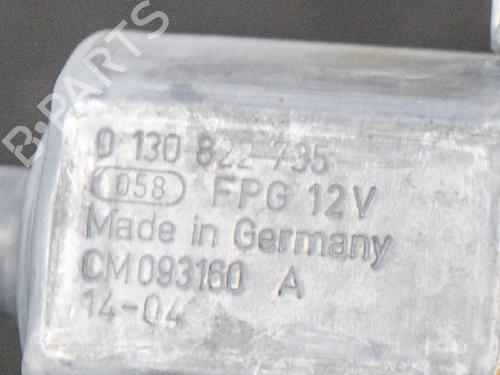 B-PARTS
0 130 822 735
058 FPG 12V
Made in Germany
CM093160 A
14-04